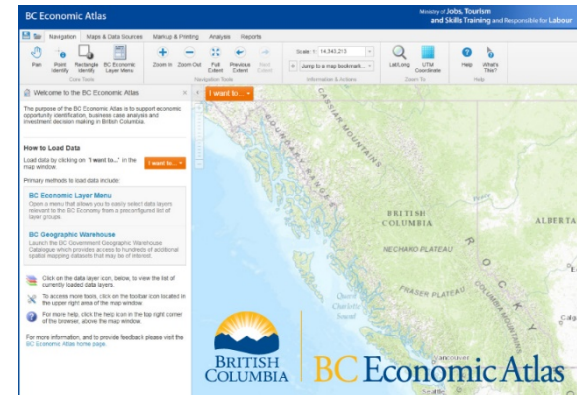 BC Economic Atlas
Ministry of Jobs, Tourism
and Skills Training and Responsible for Labour
Navigation Maps & Data Sources Markup & Printing Analysis Reports
Pan
Point Identify
Rectangle Identify
BC Economic Layer Menu
Zoom In
Zoom Out
Full Extent
Previous Extent
Next Extent
Scale: 1: 14,343,213
Jump to a map bookmark...
Lat/Long
UTM Coordinate
Help
What's This?
Core Tools
Navigation Tools
Information & Actions
Zoom To
Help
Welcome to the BC Economic Atlas
The purpose of the BC Economic Atlas is to support economic
opportunity identification, business case analysis and
investment decision making in British Columbia.
How to Load Data
Load data by clicking on "I want to..." in the
map window.
I want to...
Primary methods to load data include:
BC Economic Layer Menu
Open a menu that allows you to easily select data layers
relevant to the BC Economy from a preconfigured list of
layer groups.
BC Geographic Warehouse
Launch the BC Government Geographic Warehouse
Catalogue which provides access to hundreds of additional
spatial mapping datasets that may be of interest.
Click on the data layer icon, below, to view the list of
currently loaded data layers.
To access more tools, click on the toolbar icon located in
the upper right area of the map window.
For more help, click the help icon in the top right corner
of the browser, above the map window.
For more information, and to provide feedback please visit the
BC Economic Atlas home page.
I want to...
CASSIAR MOUNTAINS
BOUNDARY RANGES
BRITISH
COLUMBIA
ALBERTA
NECHAKO PLATEAU
ROCKY
FRASER PLATEAU
COLUMBIA MOUNTAINS
Queen
Charlotte
Sound
Calg
Vancouver
Seattle
BRITISH
COLUMBIA
BC Economic Atlas